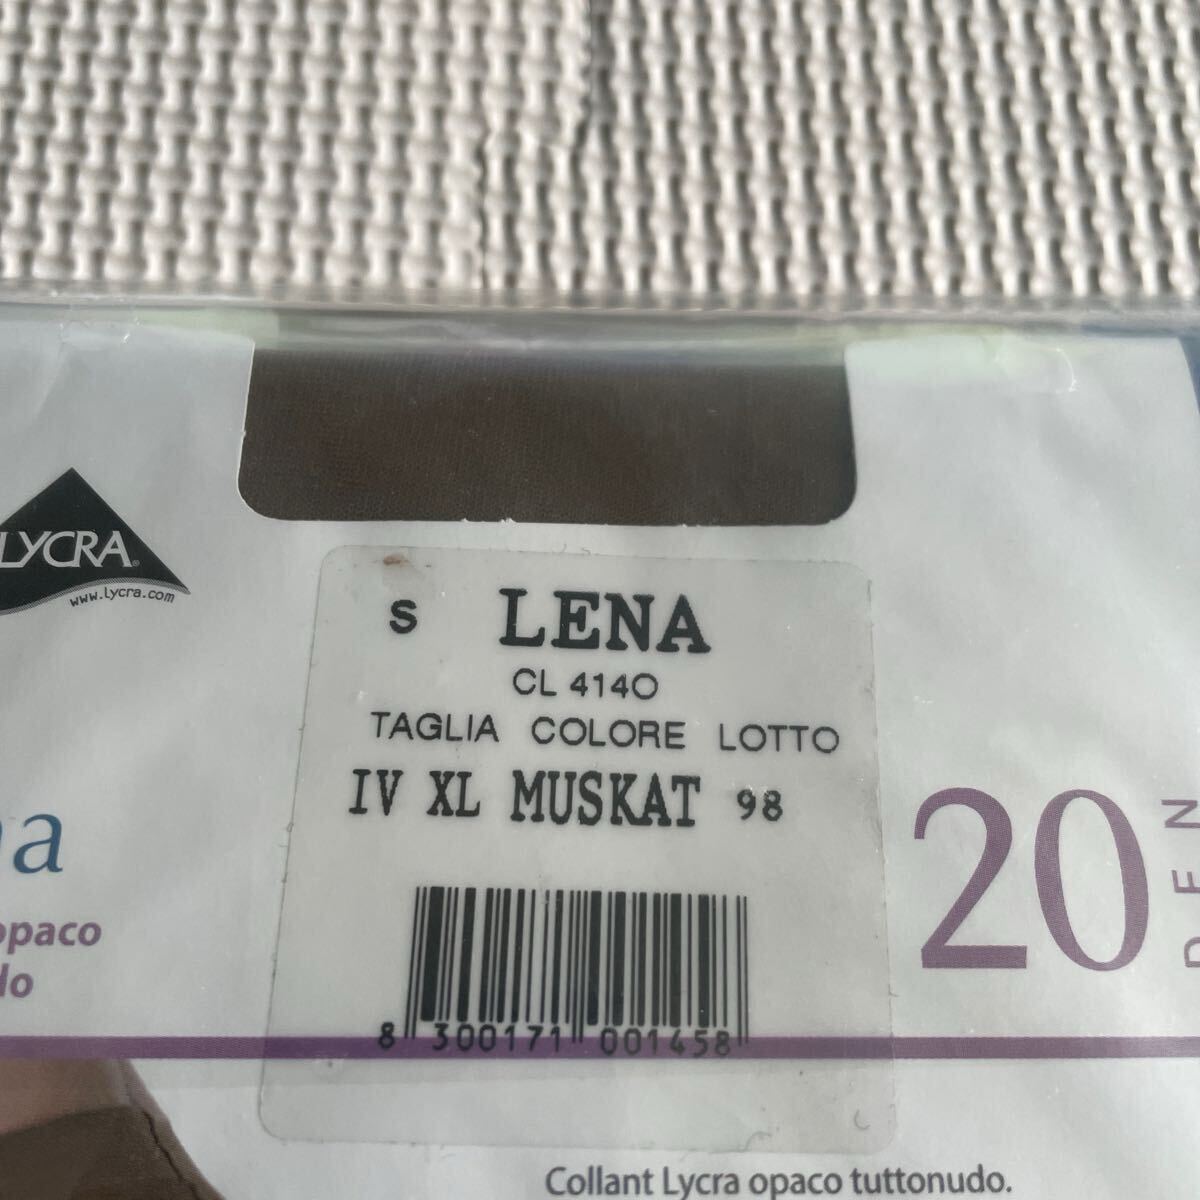 LYCRA®
www.lycra.com
S LENA
CL 4140
TAGLIA COLORE LOTTO
IV XL MUSKAT 98
20 DEN
opaco
8 300171 001458
Collant Lycra opaco tuttonudo.